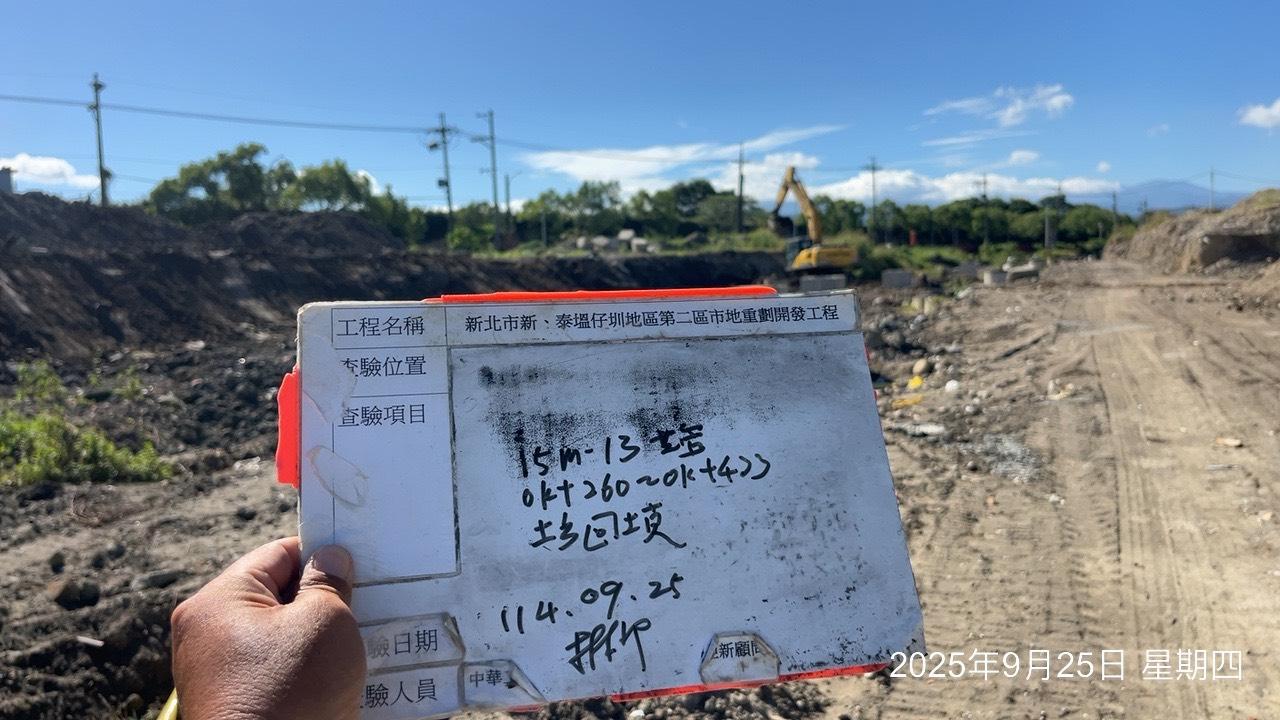 工程名稱 新北市新、泰塭仔圳地區第二區市地重劃開發工程
查驗位置
查驗項目
15m-13
0k+260~0k+423
回填
114.09.25
驗日期
新顧問
驗人員
中華
2025年9月25日 星期四